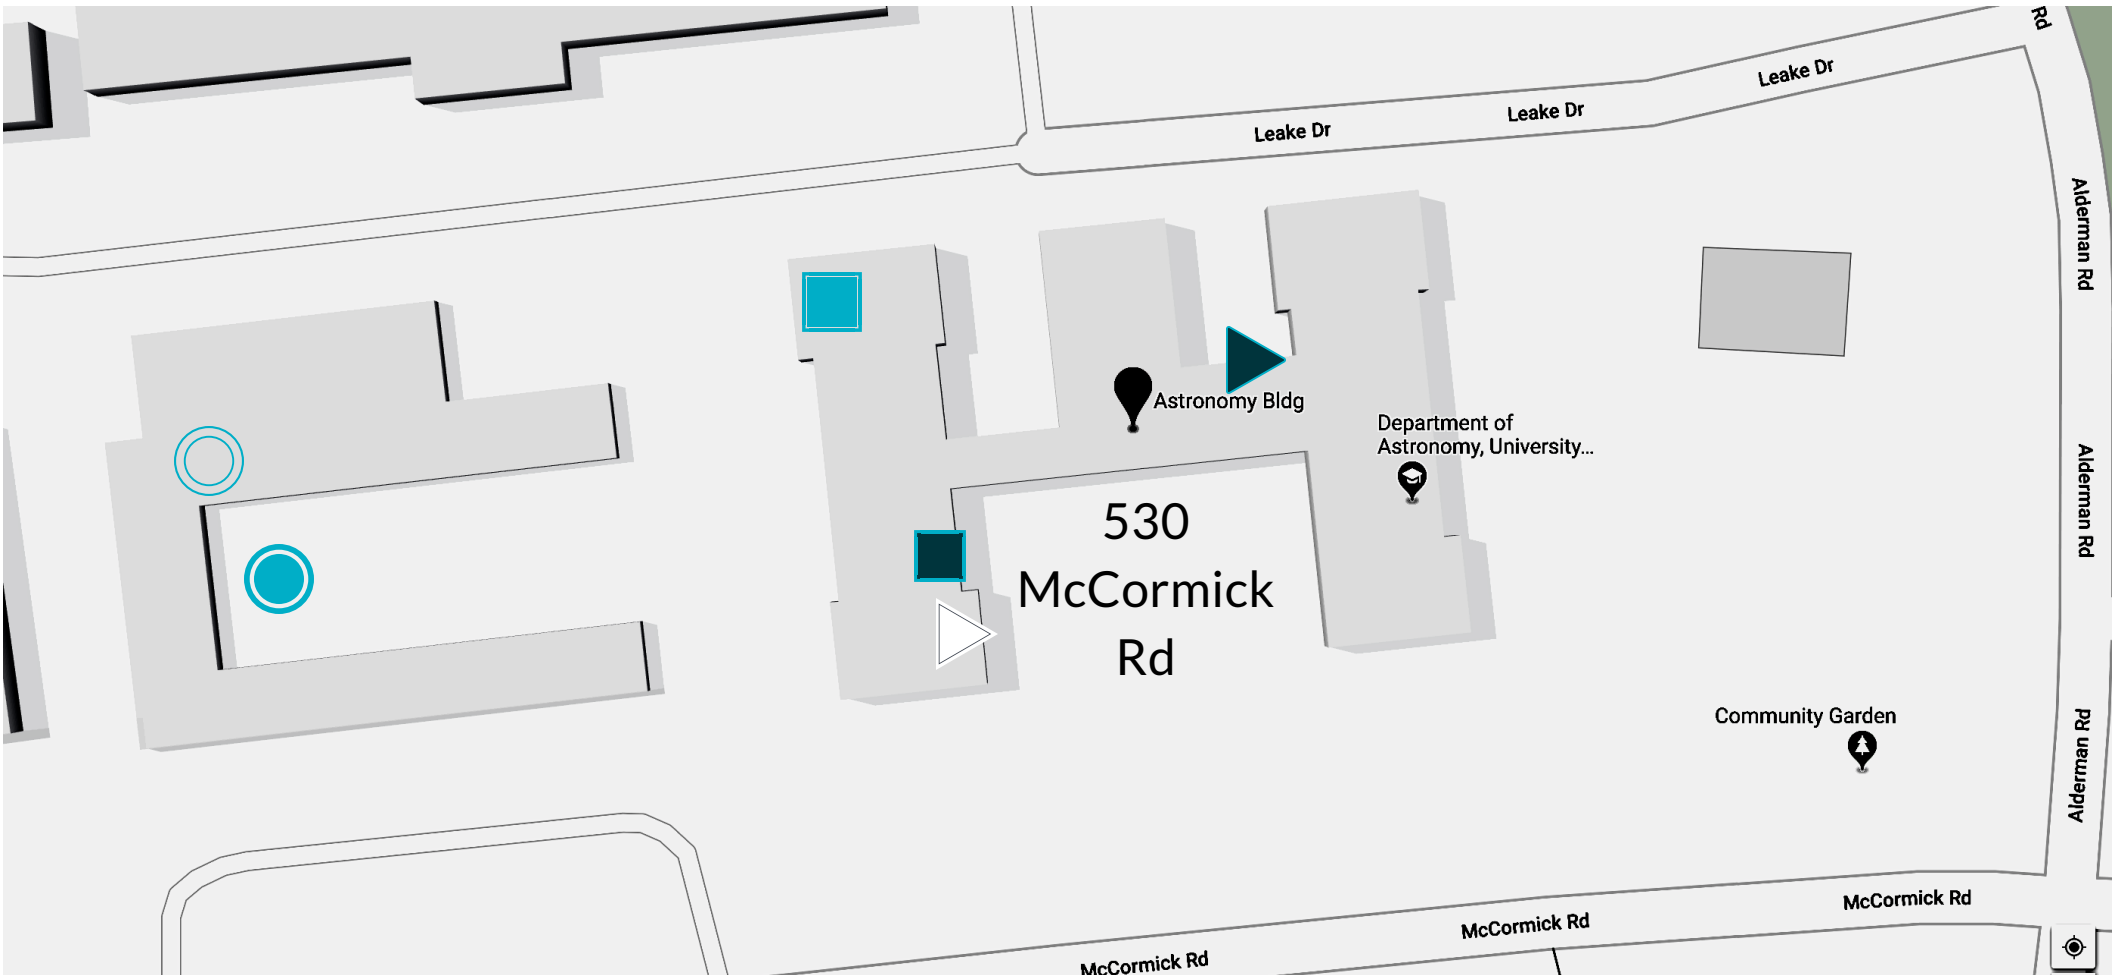 Rd
Leake Dr
Leake Dr
Leake Dr
Alderman Rd
Astronomy Bldg
Department of
Astronomy, University...
530
McCormick
Rd
Alderman Rd
Community Garden
Alderman Rd
McCormick Rd
McCormick Rd
McCormick Rd